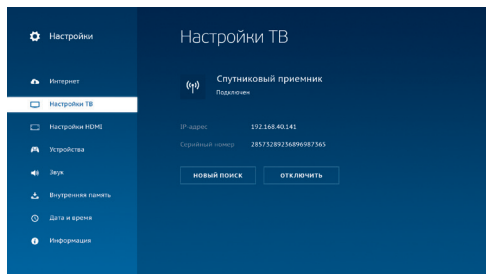 Настройки
Настройки ТВ
Спутниковый приемник
Подключен
Интернет
Настройки ТВ
Настройки HDMI
IP-адрес 192.168.40.141
Устройства
Серийный номер 28573289236896987365
Звук
НОВЫЙ ПОИСК ОТКЛЮЧИТЬ
Внутренняя память
Дата и время
Информация